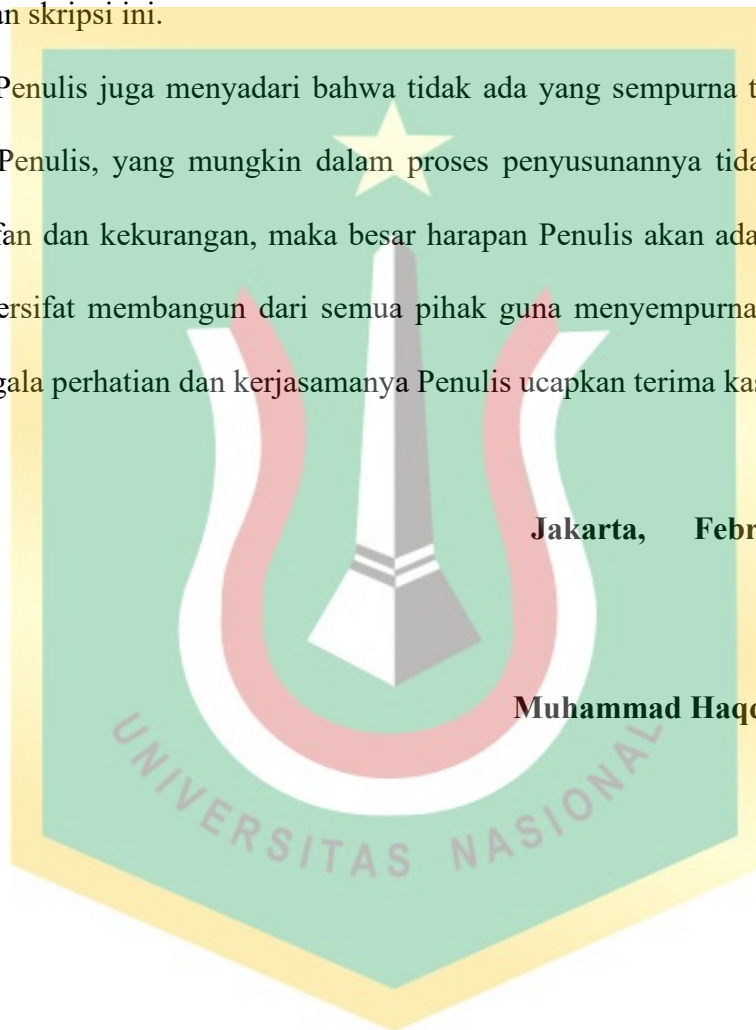 an skripsi ini.
Penulis juga menyadari bahwa tidak ada yang sempurna t
Penulis, yang mungkin dalam proses penyusunannya tida
fan dan kekurangan, maka besar harapan Penulis akan ada
ersifat membangun dari semua pihak guna menyempurna
gala perhatian dan kerjasamanya Penulis ucapkan terima kas
Jakarta, Febr
Muhammad Haqq
UNIVERSITAS NASIONAL